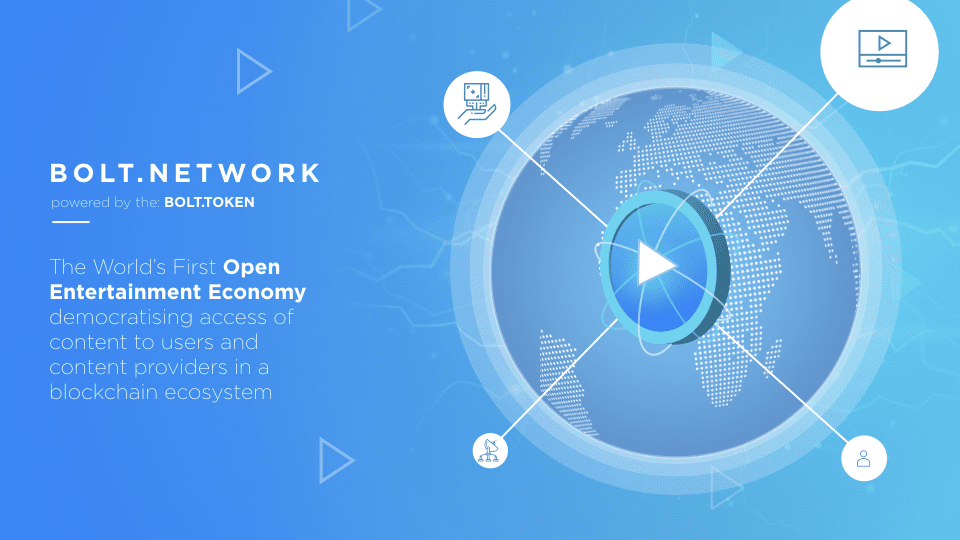 BOLT.NETWORK
powered by the: BOLT.TOKEN
The World's First Open
Entertainment Economy
democratising access of
content to users and
content providers in a
blockchain ecosystem